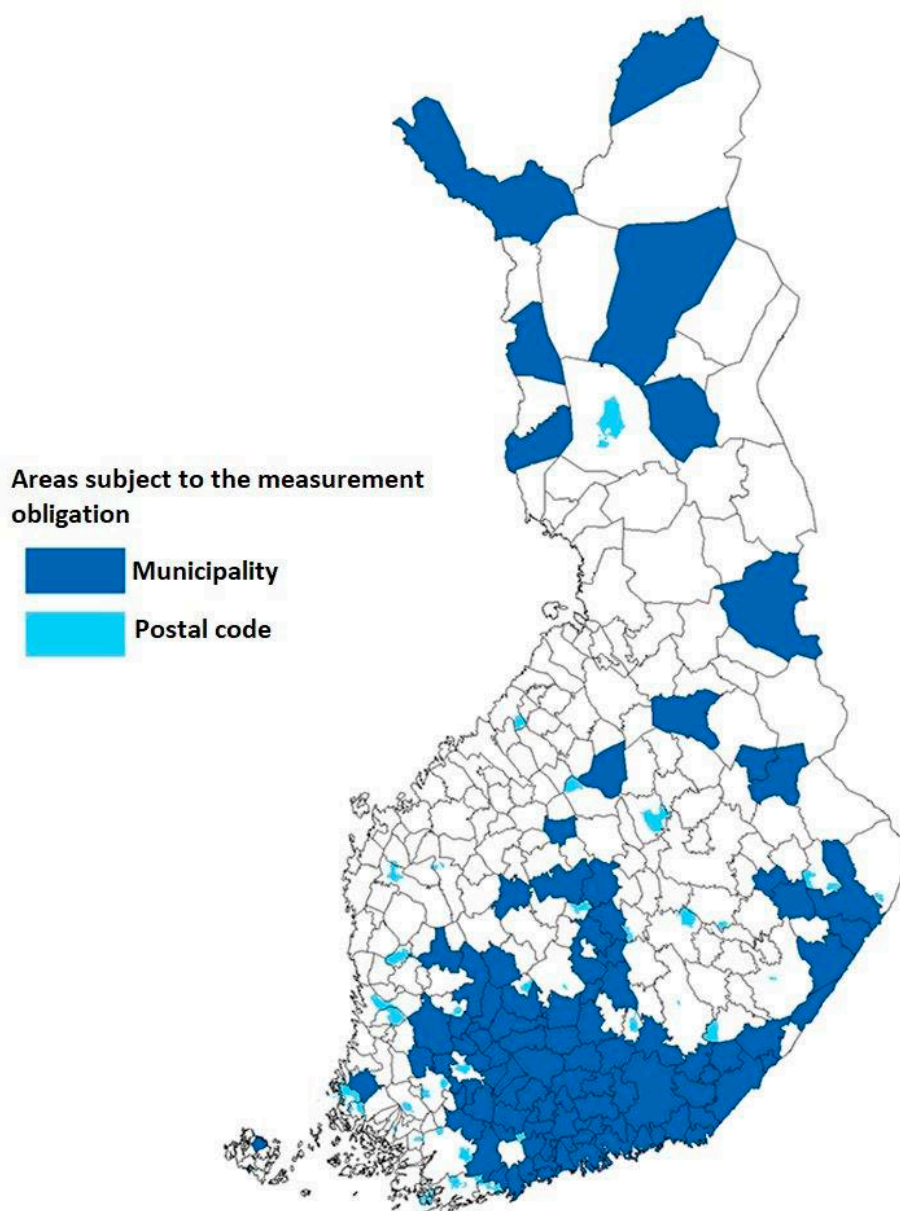 Areas subject to the measurement
obligation
Municipality
Postal code